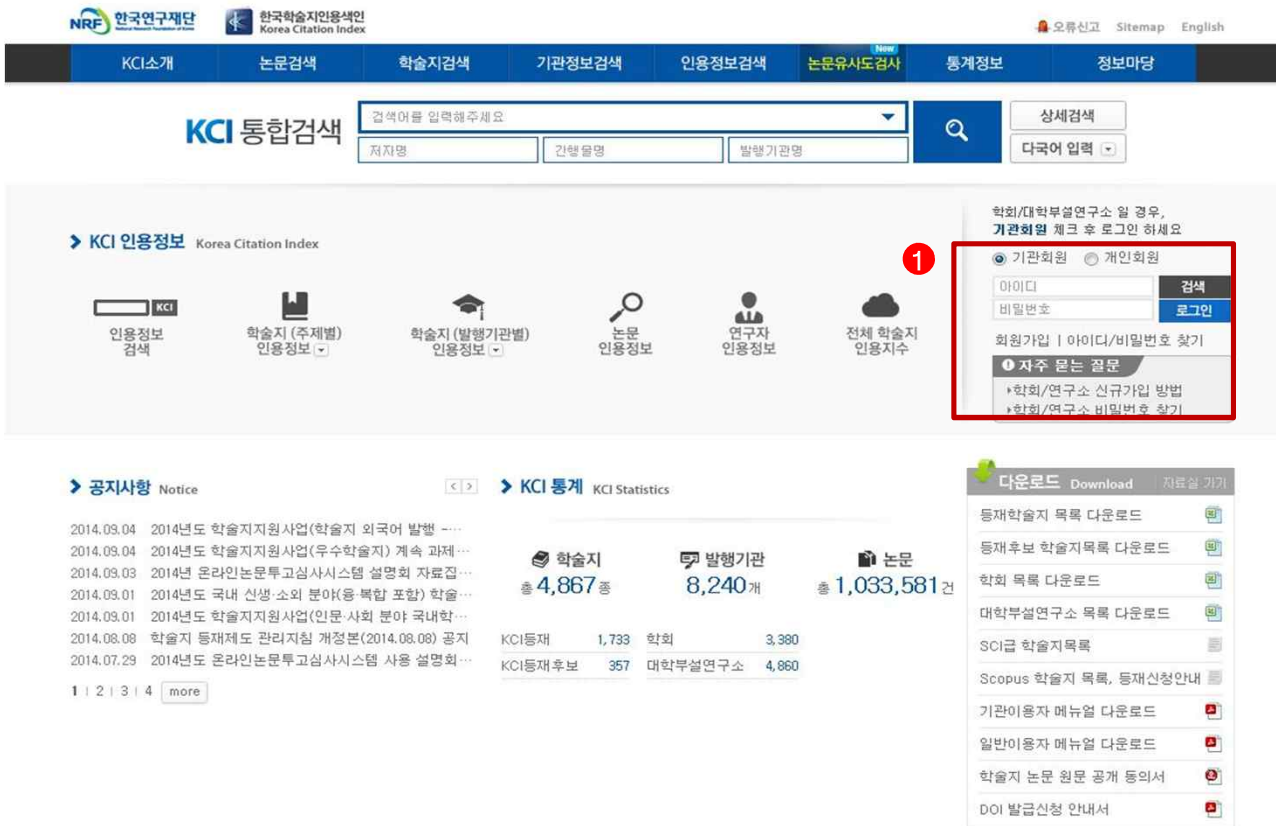 NRF 한국연구재단
National Research Foundation of Korea
한국학술지인용색인
Korea Citation Index
오류신고 Sitemap English
KCI소개 논문검색 학술지검색 기관정보검색 인용정보검색 New 논문유사도검사 통계정보 정보마당
KCI 통합검색
검색어를 입력해주세요
상세검색
저자명 간행물명 발행기관명
다국어 입력
학회/대학부설연구소 일 경우,
기관회원 체크 후 로그인 하세요
KCI 인용정보 Korea Citation Index
1
기관회원 개인회원
아이디 검색
비밀번호 로그인
회원가입 | 아이디/비밀번호 찾기
자주 묻는 질문
학회/연구소 신규가입 방법
학회/연구소 비밀번호 찾기
KCI
인용정보
검색
학술지 (주제별)
인용정보
학술지 (발행기관별)
인용정보
논문
인용정보
연구자
인용정보
전체 학술지
인용지수
공지사항 Notice < >
2014.09.04 2014년도 학술지지원사업(학술지 외국어 발행 -…
2014.09.04 2014년도 학술지지원사업(우수학술지) 계속 과제…
2014.09.03 2014년 온라인논문투고심사시스템 설명회 자료집…
2014.09.01 2014년도 국내 신생·소외 분야(융·복합 포함) 학술…
2014.09.01 2014년도 학술지지원사업(인문·사회 분야 국내학…
2014.08.08 학술지 등재제도 관리지침 개정본(2014.08.08) 공지
2014.07.29 2014년도 온라인논문투고심사시스템 사용 설명회…
1 | 2 | 3 | 4 more
KCI 통계 KCI Statistics
학술지
총 4,867 종
발행기관
8,240 개
논문
총 1,033,581 건
KCI등재 1,733 학회 3,380
KCI등재후보 357 대학부설연구소 4,860
다운로드 Download 자료실 가기
등재학술지 목록 다운로드
등재후보 학술지목록 다운로드
학회 목록 다운로드
대학부설연구소 목록 다운로드
SCI급 학술지목록
Scopus 학술지 목록, 등재신청안내
기관이용자 메뉴얼 다운로드
일반이용자 메뉴얼 다운로드
학술지 논문 원문 공개 동의서
DOI 발급신청 안내서